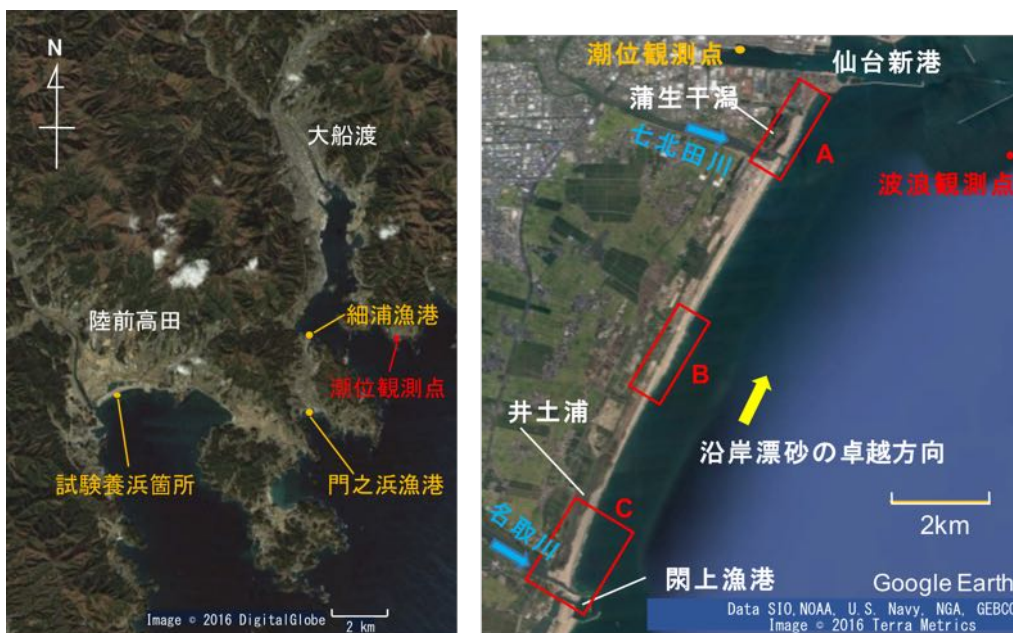 N
大船渡
陸前高田
細浦漁港
潮位観測点
試験養浜箇所
門之浜漁港
Image © 2016 DigitalGlobe
2 km
潮位観測点
仙台新港
蒲生干潟
七北田川
A
波浪観測点
B
井土浦
沿岸漂砂の卓越方向
2km
C
名取川
閖上漁港
Google Earth
Data SIO,NOAA, U.S. Navy, NGA, GEBCO
Image © 2016 Terra Metrics